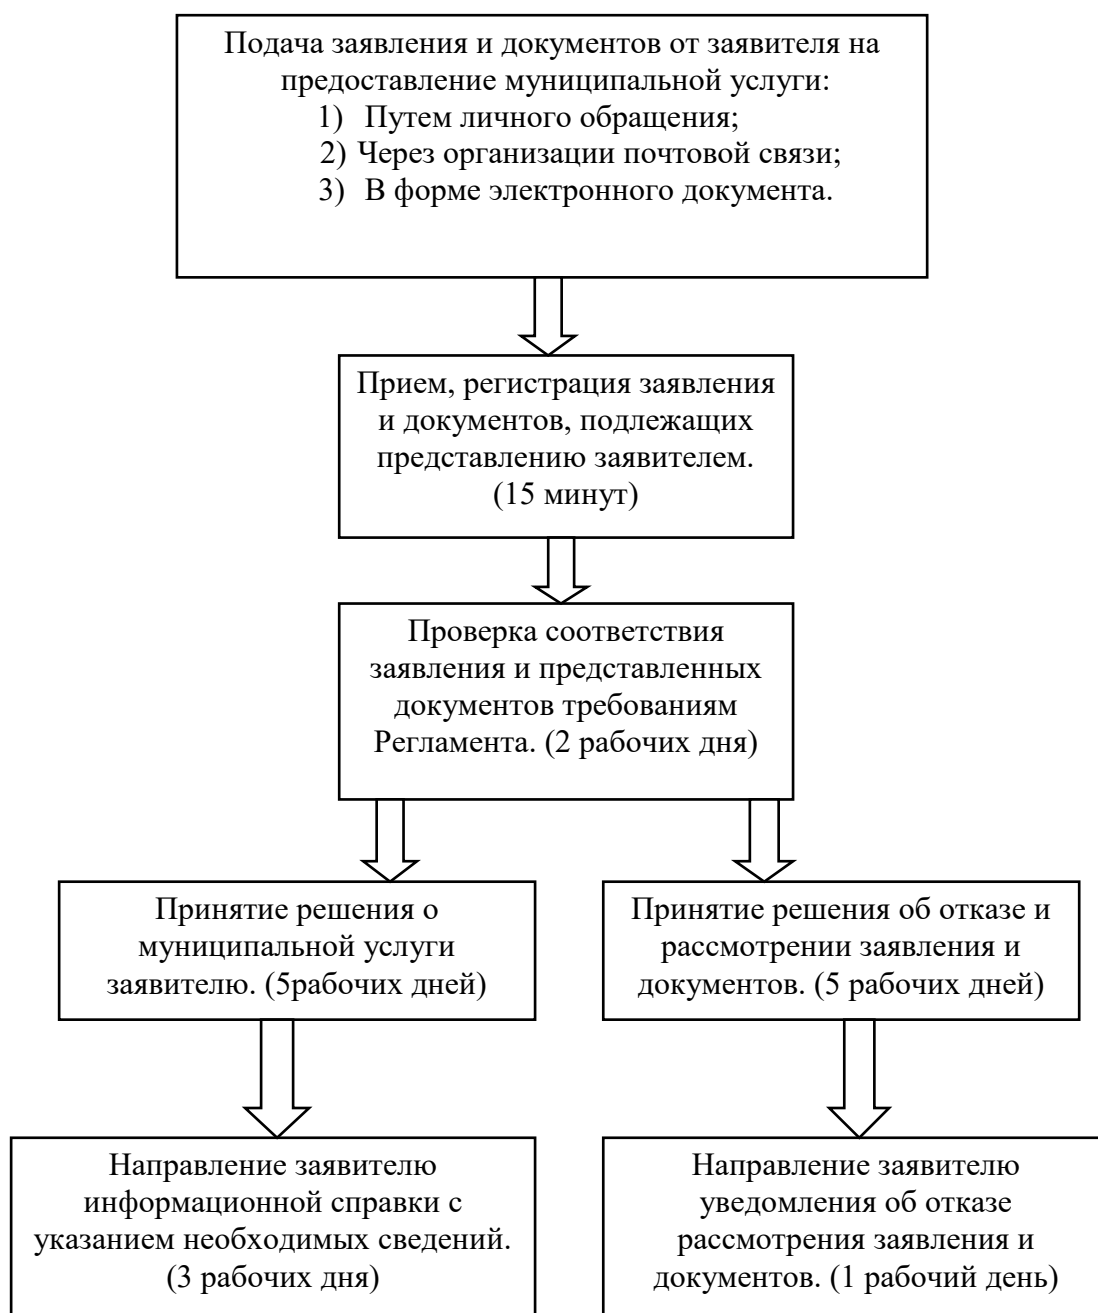 Подача заявления и документов от заявителя на
предоставление муниципальной услуги:
1) Путем личного обращения;
2) Через организации почтовой связи;
3) В форме электронного документа.
Прием, регистрация заявления
и документов, подлежащих
представлению заявителем.
(15 минут)
Проверка соответствия
заявления и представленных
документов требованиям
Регламента. (2 рабочих дня)
Принятие решения о
муниципальной услуги
заявителю. (5рабочих дней)
Принятие решения об отказе и
рассмотрении заявления и
документов. (5 рабочих дней)
Направление заявителю
информационной справки с
указанием необходимых сведений.
(3 рабочих дня)
Направление заявителю
уведомления об отказе
рассмотрения заявления и
документов. (1 рабочий день)